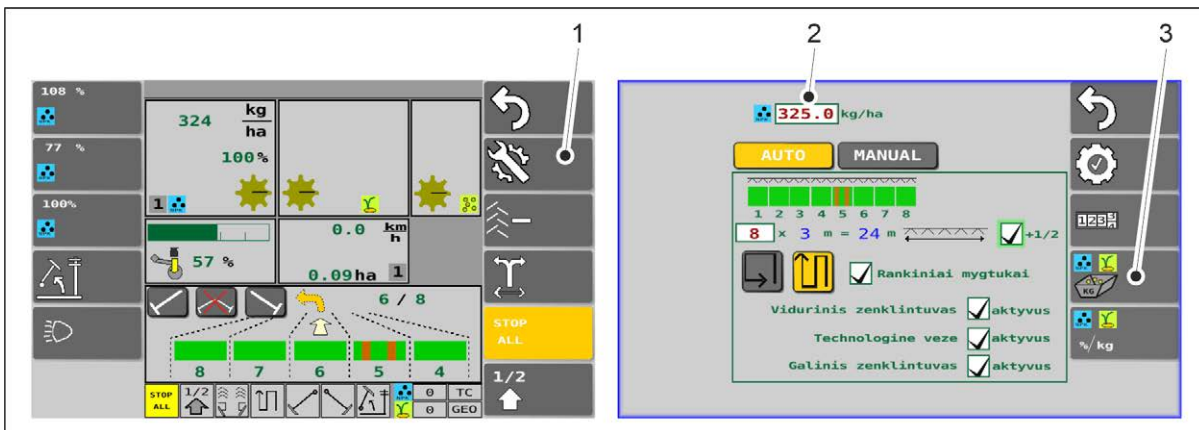 1
2
3
108 %
77 %
100%
324 kg
ha
100%
1
57 %
0.0 km
h
0.09ha 1
6 / 8
8 7 6 5 4
STOP
ALL
1/2
TC
0
0
GEO
STOP
ALL
1/2
325.0 kg/ha
AUTO MANUAL
1 2 3 4 5 6 7 8
8 x 3 m = 24 m +1/2
Rankiniai mygtukai
Vidurinis zenklintuvas aktyvus
Technologine veze aktyvus
Galinis zenklintuvas aktyvus
KG
%/kg